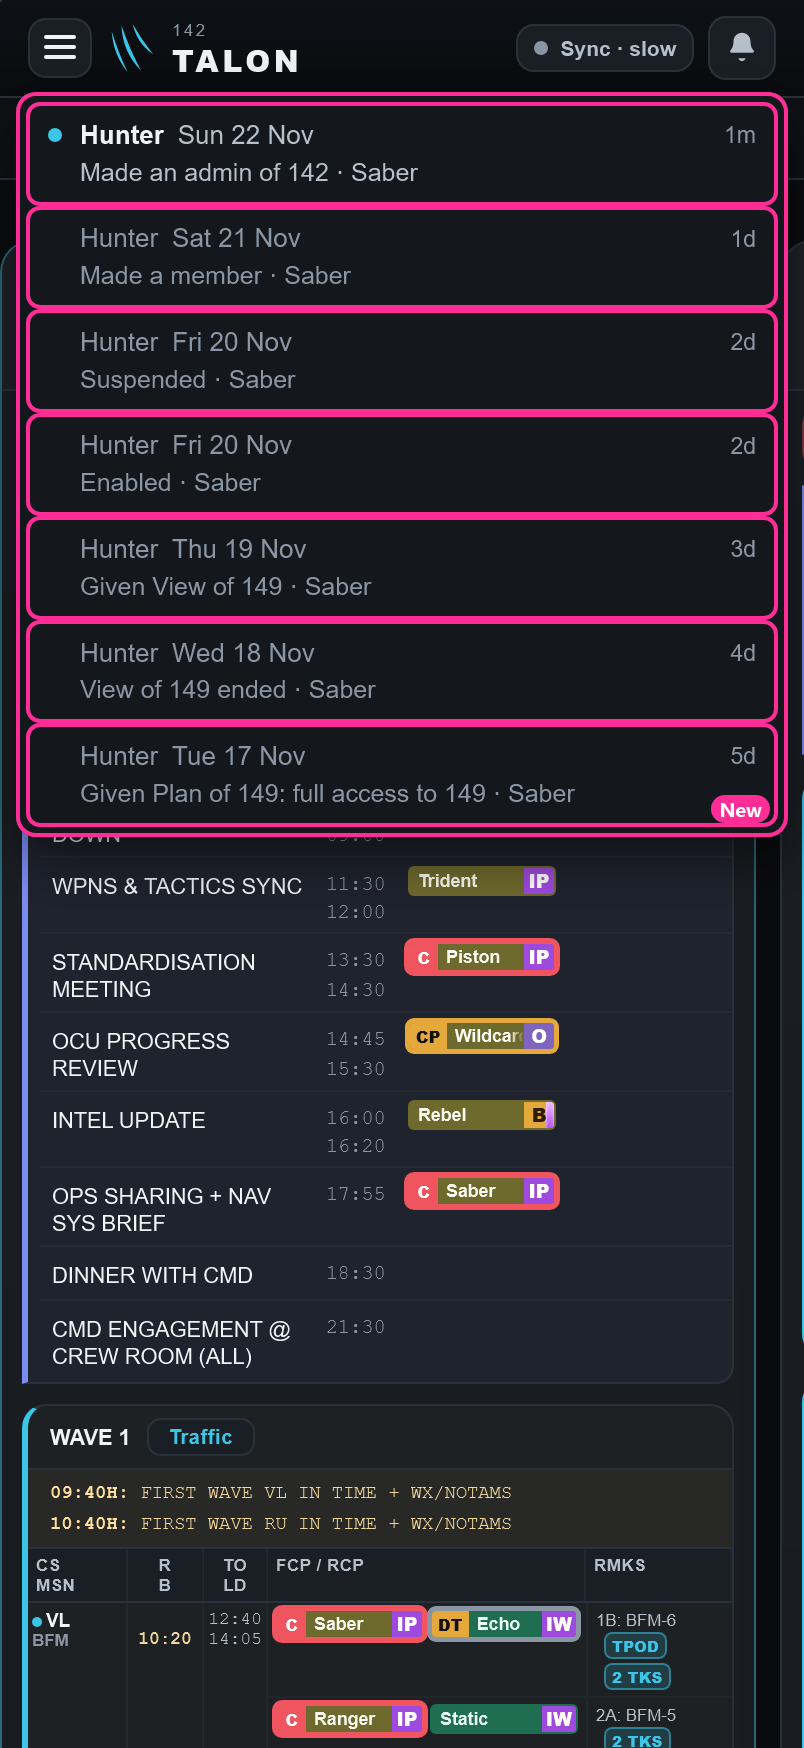 142
TALON
Sync · slow
Hunter Sun 22 Nov 1m
Made an admin of 142 · Saber
Hunter Sat 21 Nov 1d
Made a member · Saber
Hunter Fri 20 Nov 2d
Suspended · Saber
Hunter Fri 20 Nov 2d
Enabled · Saber
Hunter Thu 19 Nov 3d
Given View of 149 · Saber
Hunter Wed 18 Nov 4d
View of 149 ended · Saber
Hunter Tue 17 Nov 5d
Given Plan of 149: full access to 149 · Saber
New
DOWN
WPNS & TACTICS SYNC 11:30 Trident IP
12:00
STANDARDISATION 13:30 C Piston IP
MEETING 14:30
OCU PROGRESS 14:45 CP Wildcar O
REVIEW 15:30
INTEL UPDATE 16:00 Rebel B
16:20
OPS SHARING + NAV 17:55 C Saber IP
SYS BRIEF
DINNER WITH CMD 18:30
CMD ENGAGEMENT @ 21:30
CREW ROOM (ALL)
WAVE 1 Traffic
09:40H: FIRST WAVE VL IN TIME + WX/NOTAMS
10:40H: FIRST WAVE RU IN TIME + WX/NOTAMS
CS R TO FCP / RCP RMKS
MSN B LD
VL 12:40 C Saber IP DT Echo IW 1B: BFM-6
BFM 10:20 14:05 TPOD
2 TKS
C Ranger IP Static IW 2A: BFM-5
2 TKS